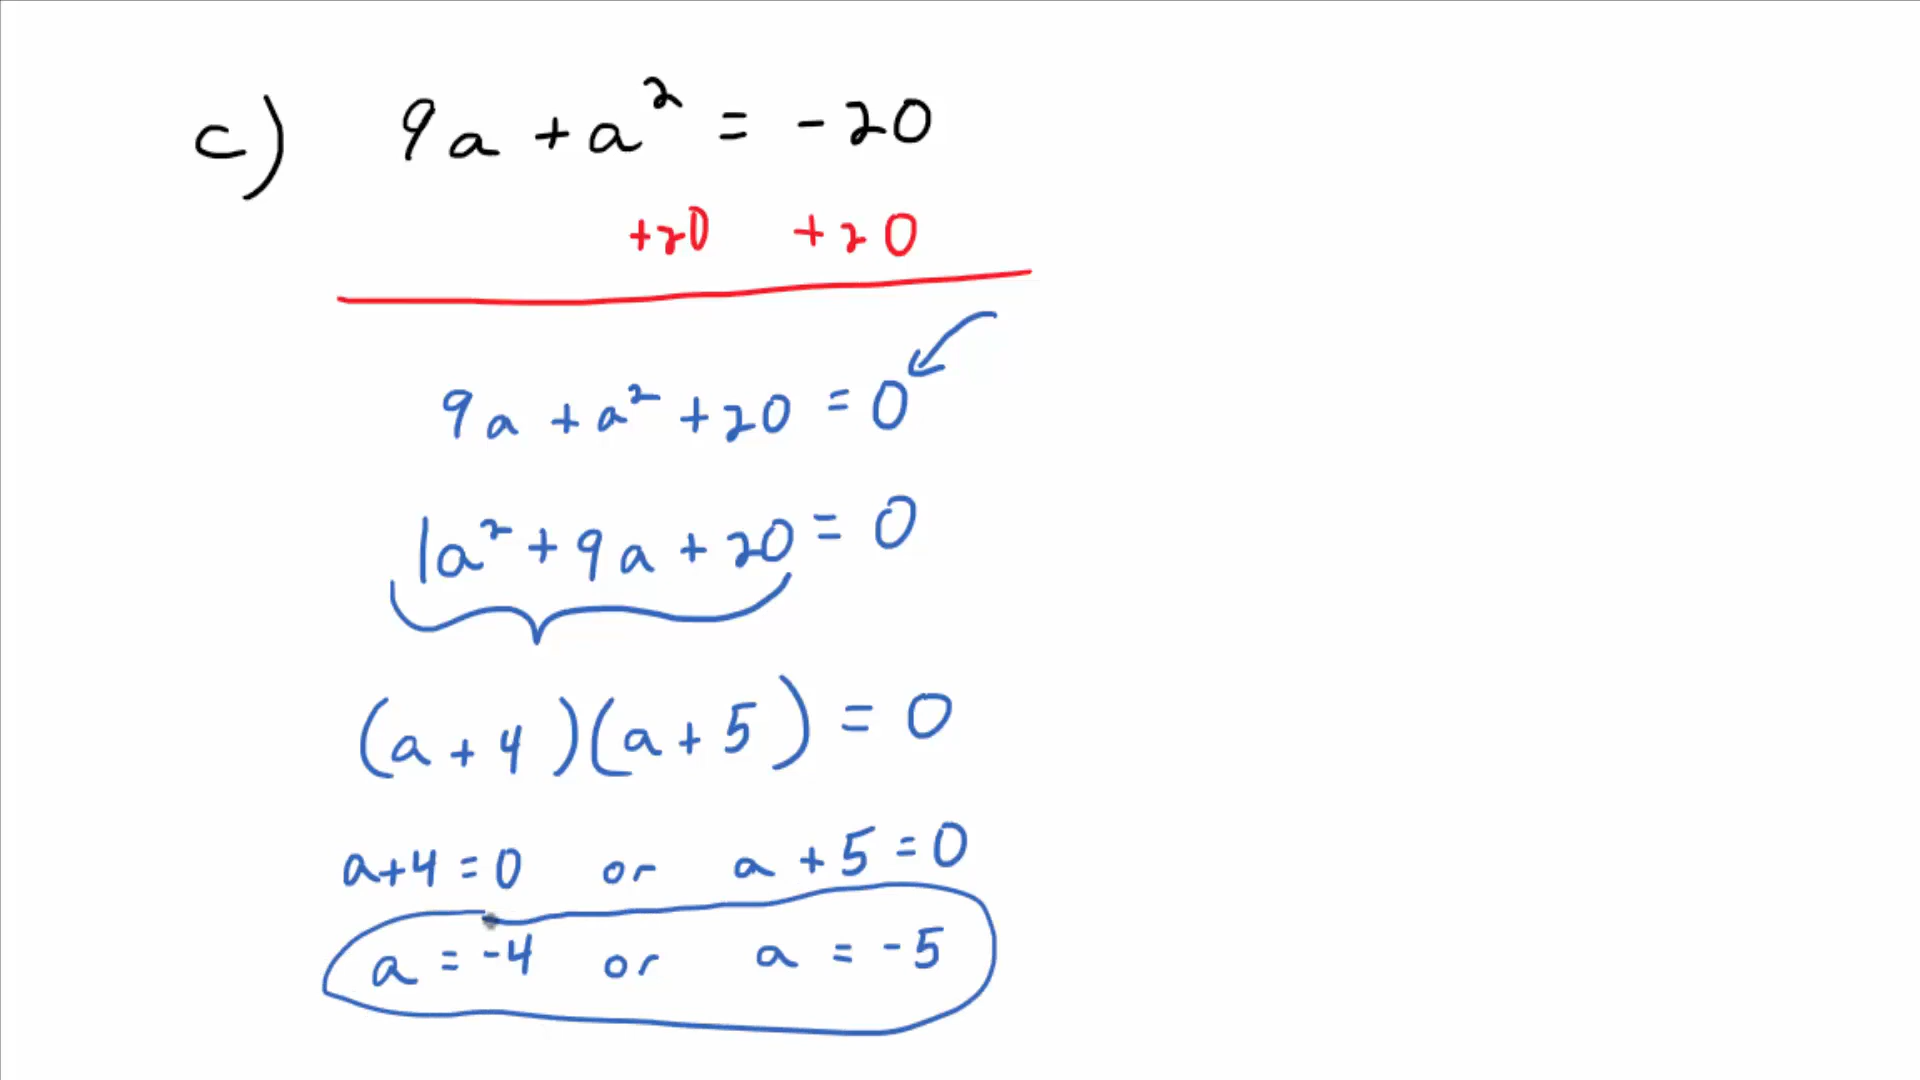 c) 9a + a² = -20
+20 +20
9a + a² + 20 = 0
1a² + 9a + 20 = 0
(a + 4)(a + 5) = 0
a+4 = 0 or a + 5 = 0
a = -4 or a = -5